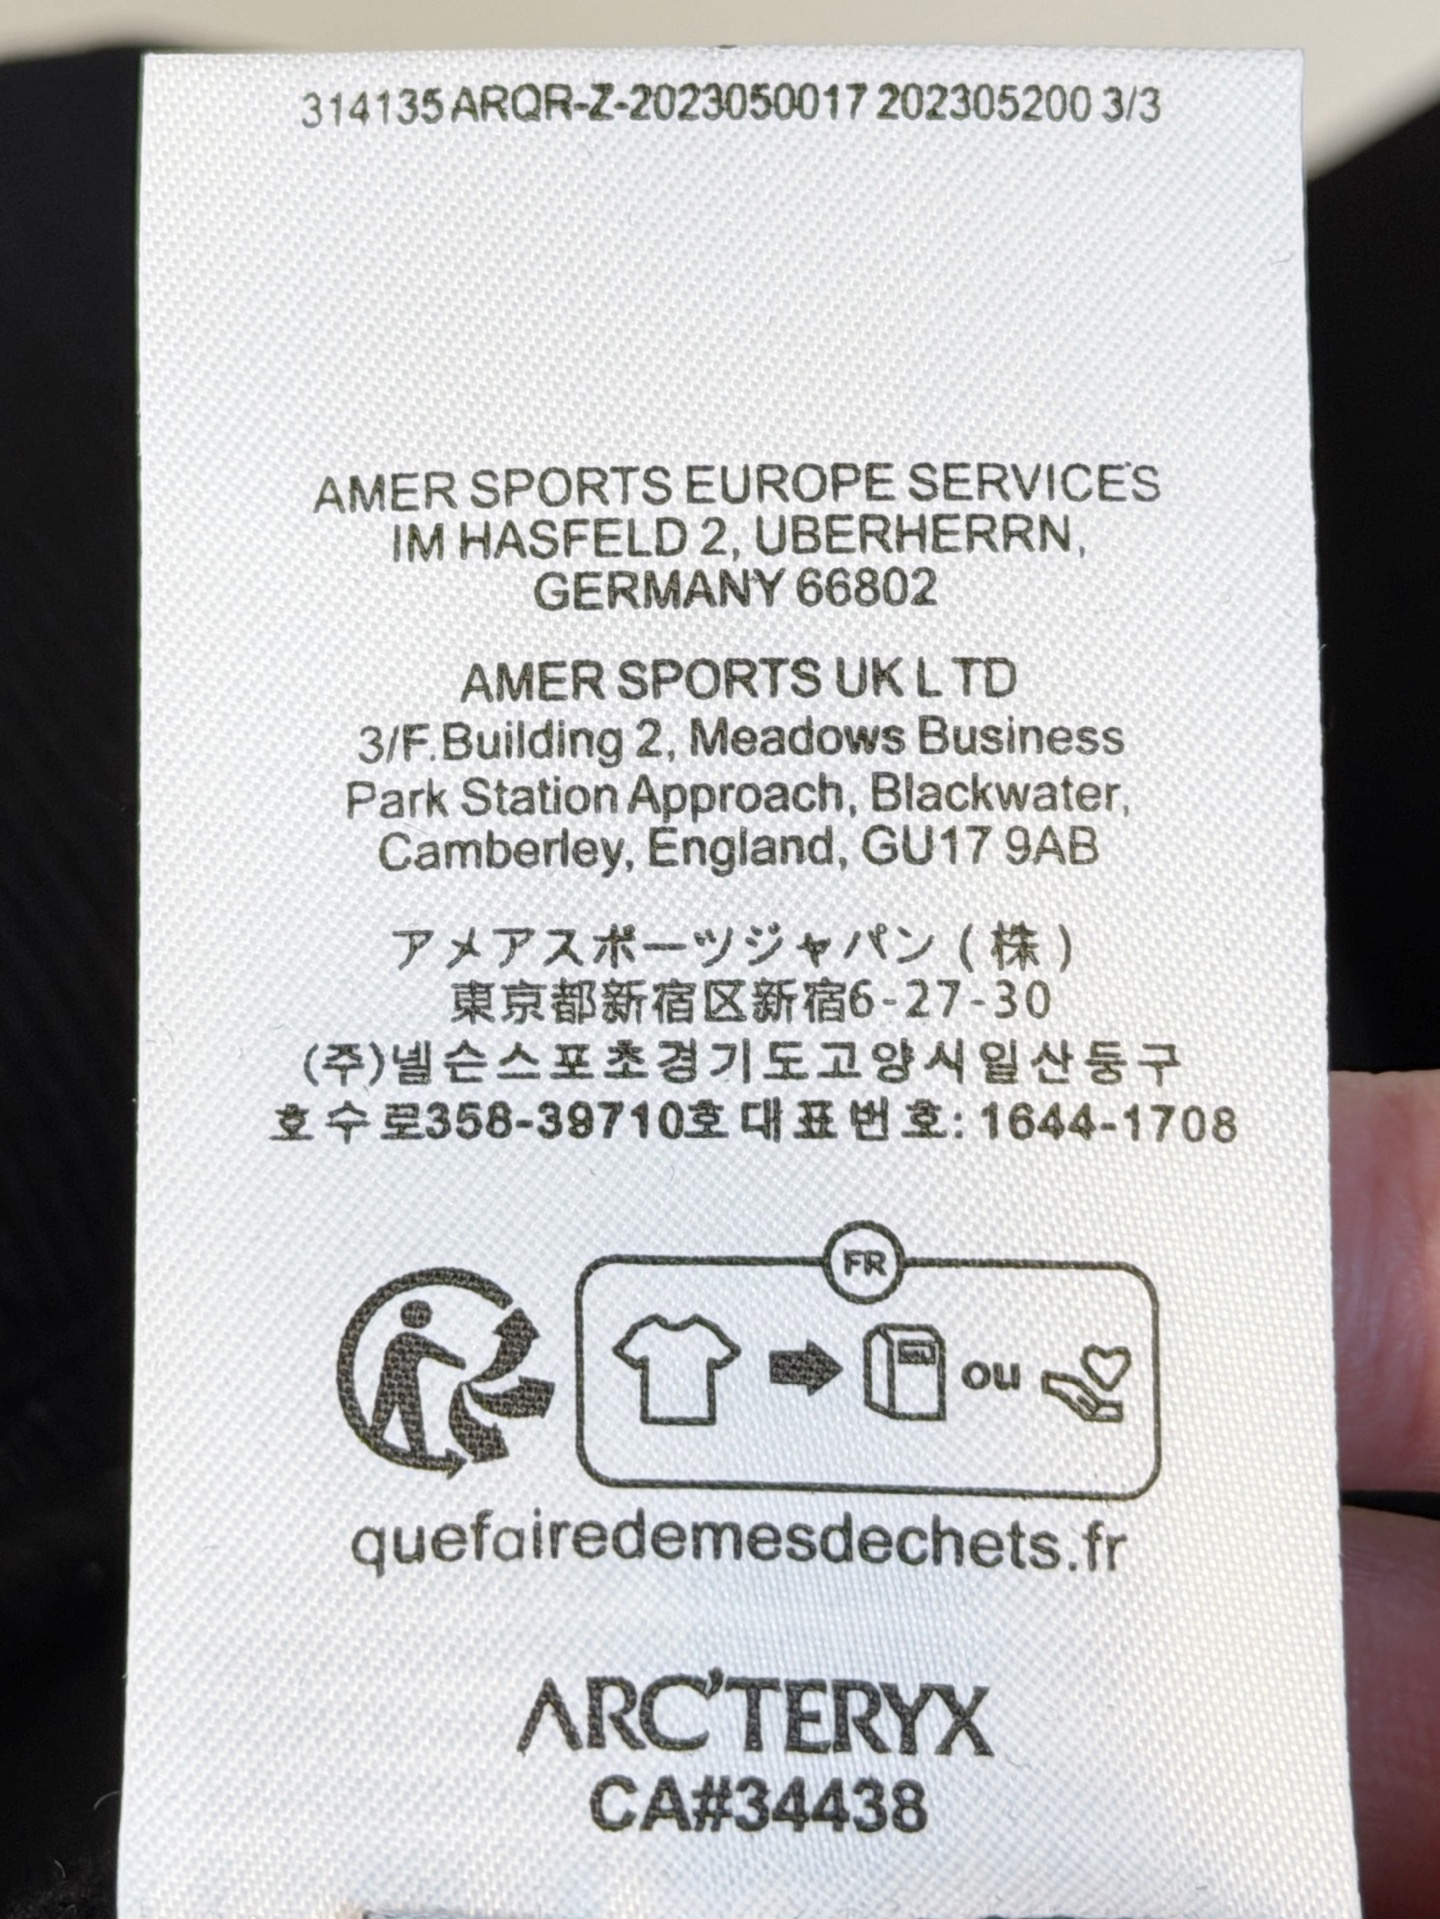 314135 ARQR-Z-2023050017 202305200 3/3
AMER SPORTS EUROPE SERVICES
IM HASFELD 2, UBERHERRN,
GERMANY 66802
AMER SPORTS UK L TD
3/F.Building 2, Meadows Business
Park Station Approach, Blackwater,
Camberley, England, GU17 9AB
アメアスポーツジャパン (株)
東京都新宿区新宿6-27-30
(주)넬슨스포초경기도고양시일산둥구
호수로358-39710호대표번호: 1644-1708
FR
ou
quefairedemesdechets.fr
ARC'TERYX
CA#34438